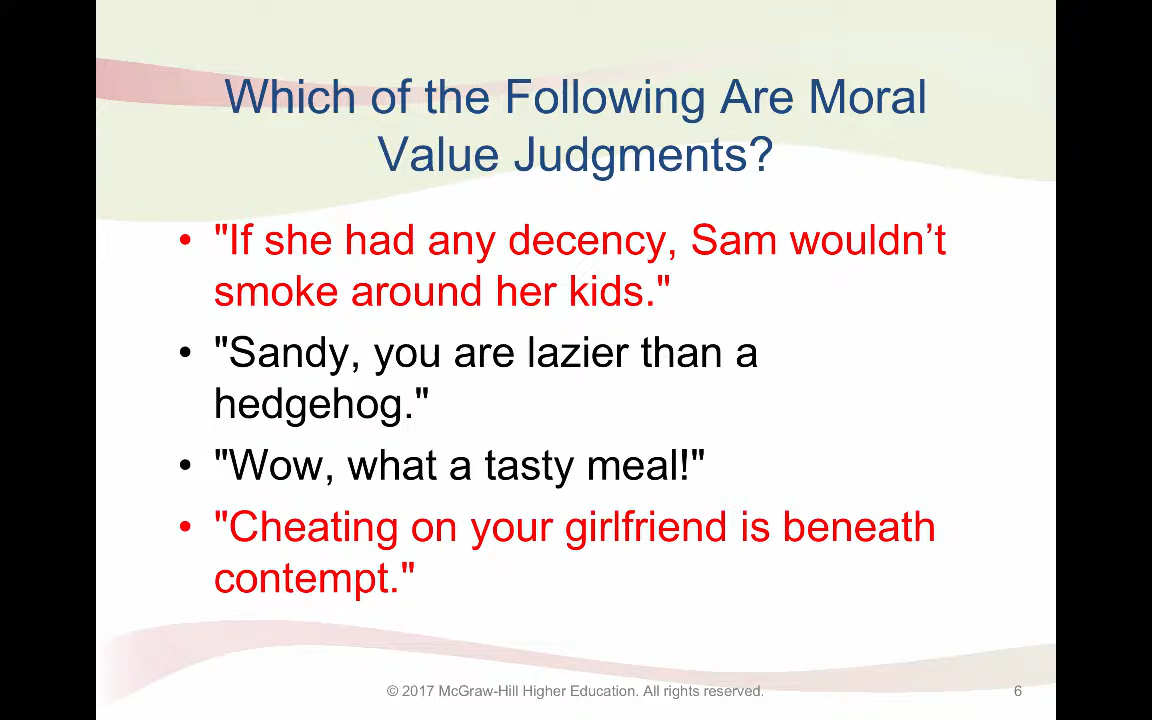 Which of the Following Are Moral
Value Judgments?
• "If she had any decency, Sam wouldn’t
smoke around her kids."
• "Sandy, you are lazier than a
hedgehog."
• "Wow, what a tasty meal!"
• "Cheating on your girlfriend is beneath
contempt."
© 2017 McGraw-Hill Higher Education. All rights reserved.
6